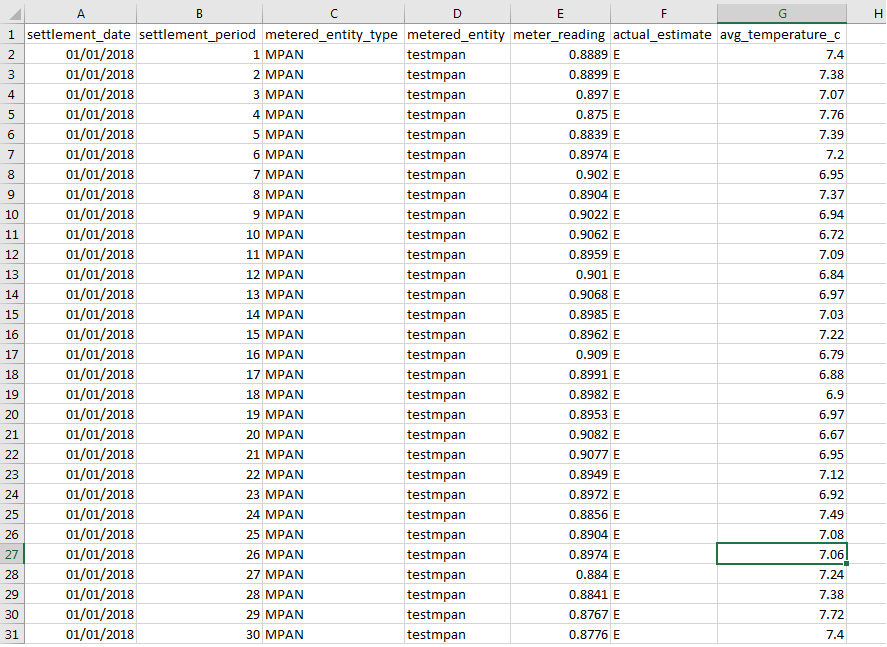 A B C D E F G H
1 settlement_date settlement_period metered_entity_type metered_entity meter_reading actual_estimate avg_temperature_c
2 01/01/2018 1 MPAN testmpan 0.8889 E 7.4
3 01/01/2018 2 MPAN testmpan 0.8899 E 7.38
4 01/01/2018 3 MPAN testmpan 0.897 E 7.07
5 01/01/2018 4 MPAN testmpan 0.875 E 7.76
6 01/01/2018 5 MPAN testmpan 0.8839 E 7.39
7 01/01/2018 6 MPAN testmpan 0.8974 E 7.2
8 01/01/2018 7 MPAN testmpan 0.902 E 6.95
9 01/01/2018 8 MPAN testmpan 0.8904 E 7.37
10 01/01/2018 9 MPAN testmpan 0.9022 E 6.94
11 01/01/2018 10 MPAN testmpan 0.9062 E 6.72
12 01/01/2018 11 MPAN testmpan 0.8959 E 7.09
13 01/01/2018 12 MPAN testmpan 0.901 E 6.84
14 01/01/2018 13 MPAN testmpan 0.9068 E 6.97
15 01/01/2018 14 MPAN testmpan 0.8985 E 7.03
16 01/01/2018 15 MPAN testmpan 0.8962 E 7.22
17 01/01/2018 16 MPAN testmpan 0.909 E 6.79
18 01/01/2018 17 MPAN testmpan 0.8991 E 6.88
19 01/01/2018 18 MPAN testmpan 0.8982 E 6.9
20 01/01/2018 19 MPAN testmpan 0.8953 E 6.97
21 01/01/2018 20 MPAN testmpan 0.9082 E 6.67
22 01/01/2018 21 MPAN testmpan 0.9077 E 6.95
23 01/01/2018 22 MPAN testmpan 0.8949 E 7.12
24 01/01/2018 23 MPAN testmpan 0.8972 E 6.92
25 01/01/2018 24 MPAN testmpan 0.8856 E 7.49
26 01/01/2018 25 MPAN testmpan 0.8904 E 7.08
27 01/01/2018 26 MPAN testmpan 0.8974 E 7.06
28 01/01/2018 27 MPAN testmpan 0.884 E 7.24
29 01/01/2018 28 MPAN testmpan 0.8841 E 7.38
30 01/01/2018 29 MPAN testmpan 0.8767 E 7.72
31 01/01/2018 30 MPAN testmpan 0.8776 E 7.4